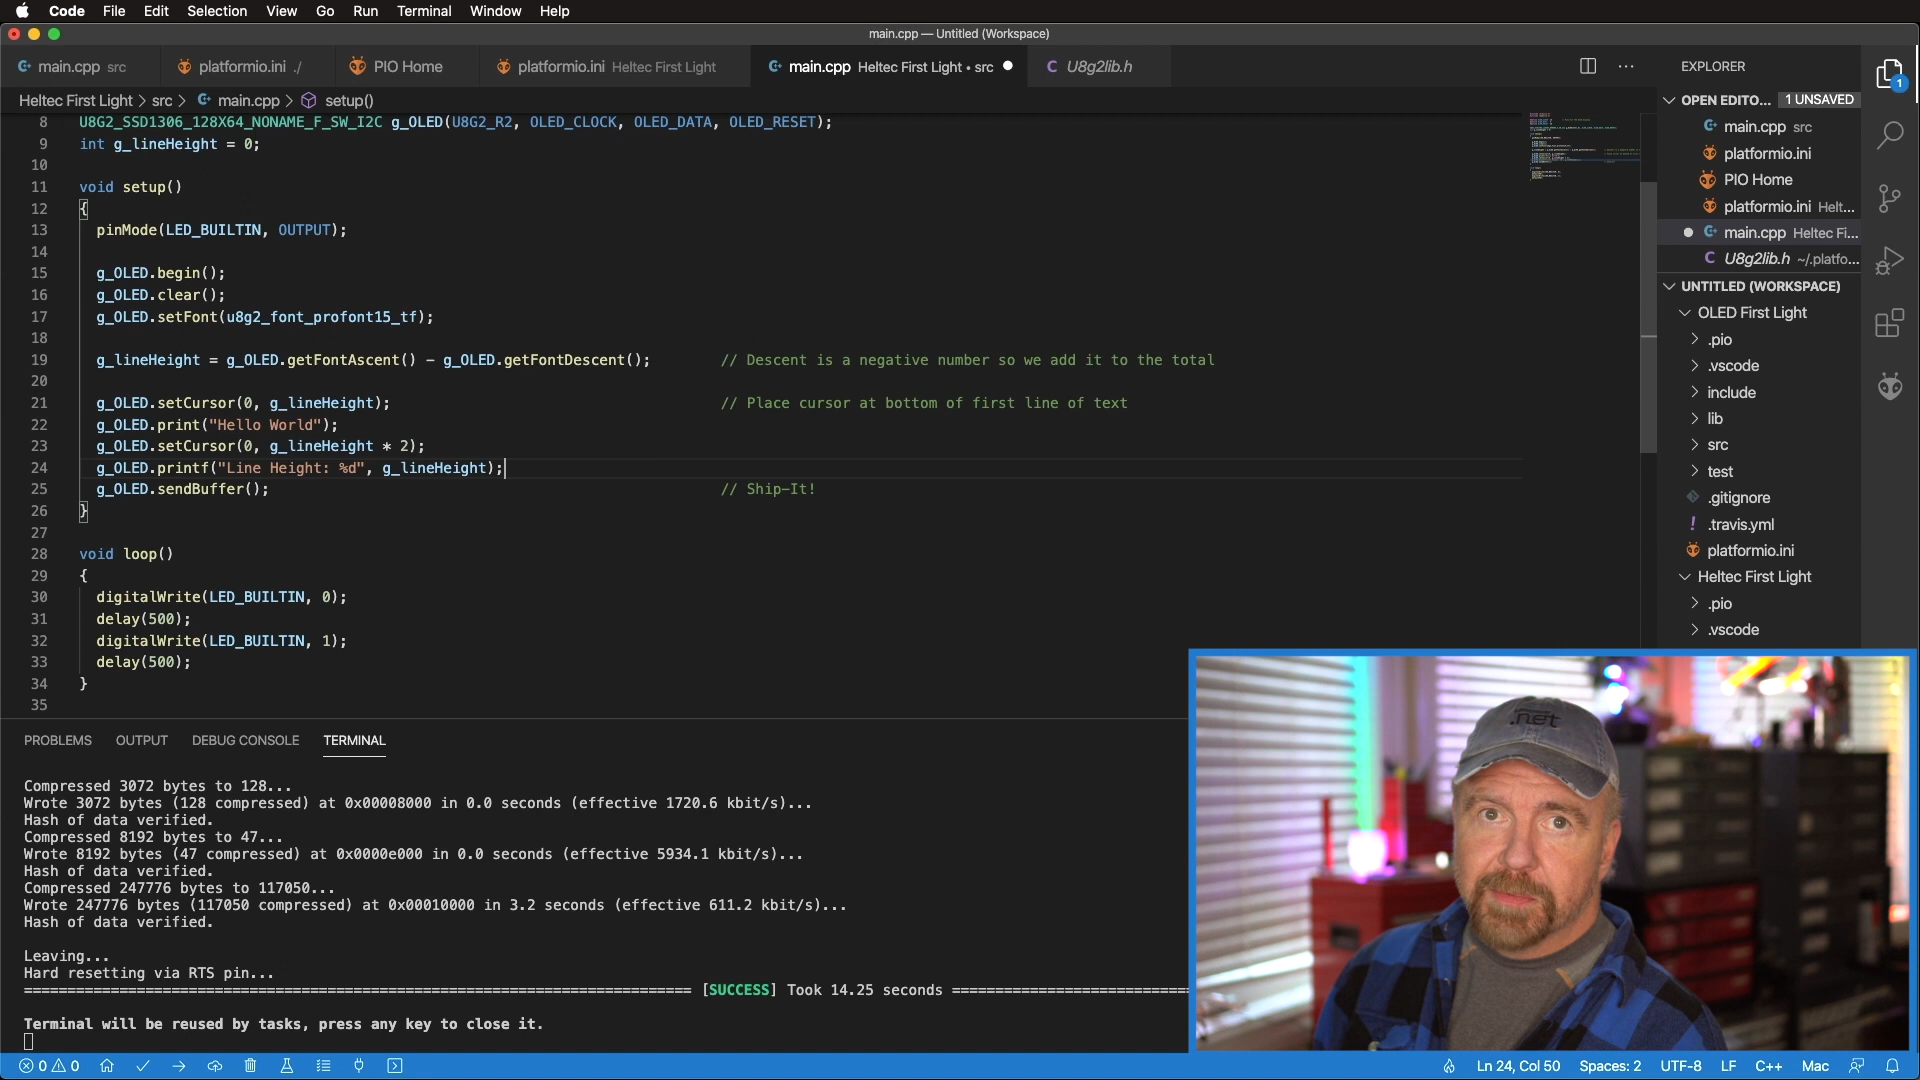 Code File Edit Selection View Go Run Terminal Window Help
main.cpp — Untitled (Workspace)
main.cpp src platformio.ini ./ PIO Home platformio.ini Heltec First Light main.cpp Heltec First Light • src U8g2lib.h
Heltec First Light > src > main.cpp > setup()
8 U8G2_SSD1306_128X64_NONAME_F_SW_I2C g_OLED(U8G2_R2, OLED_CLOCK, OLED_DATA, OLED_RESET);
9 int g_lineHeight = 0;
10
11 void setup()
12 {
13 pinMode(LED_BUILTIN, OUTPUT);
14
15 g_OLED.begin();
16 g_OLED.clear();
17 g_OLED.setFont(u8g2_font_profont15_tf);
18
19 g_lineHeight = g_OLED.getFontAscent() - g_OLED.getFontDescent(); // Descent is a negative number so we add it to the total
20
21 g_OLED.setCursor(0, g_lineHeight); // Place cursor at bottom of first line of text
22 g_OLED.print("Hello World");
23 g_OLED.setCursor(0, g_lineHeight * 2);
24 g_OLED.printf("Line Height: %d", g_lineHeight);
25 g_OLED.sendBuffer(); // Ship-It!
26 }
27
28 void loop()
29 {
30 digitalWrite(LED_BUILTIN, 0);
31 delay(500);
32 digitalWrite(LED_BUILTIN, 1);
33 delay(500);
34 }
35
EXPLORER
OPEN EDITO... 1 UNSAVED
main.cpp src
platformio.ini
PIO Home
platformio.ini Helt...
main.cpp Heltec Fi...
U8g2lib.h ~/.platfo...
UNTITLED (WORKSPACE)
OLED First Light
.pio
.vscode
include
lib
src
test
.gitignore
.travis.yml
platformio.ini
Heltec First Light
.pio
.vscode
1
PROBLEMS OUTPUT DEBUG CONSOLE TERMINAL
Compressed 3072 bytes to 128...
Wrote 3072 bytes (128 compressed) at 0x00008000 in 0.0 seconds (effective 1720.6 kbit/s)...
Hash of data verified.
Compressed 8192 bytes to 47...
Wrote 8192 bytes (47 compressed) at 0x0000e000 in 0.0 seconds (effective 5934.1 kbit/s)...
Hash of data verified.
Compressed 247776 bytes to 117050...
Wrote 247776 bytes (117050 compressed) at 0x00010000 in 3.2 seconds (effective 611.2 kbit/s)...
Hash of data verified.
Leaving...
Hard resetting via RTS pin...
============================= [SUCCESS] Took 14.25 seconds =============================
Terminal will be reused by tasks, press any key to close it.
.net
0 0 Ln 24, Col 50 Spaces: 2 UTF-8 LF C++ Mac